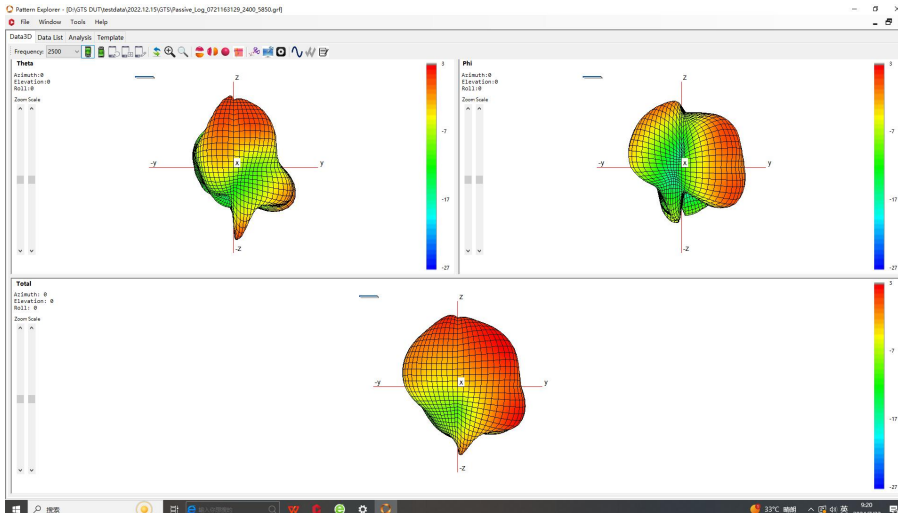 Pattern Explorer - [D:\GTS DUT\testdata\2022.12.15\GTS\Passive_Log_0721163129_2400_5850.grf]
File Window Tools Help
Data3D Data List Analysis Template
Frequency: 2500
Theta
Azimuth:0
Elevation:0
Roll:0
Zoom Scale
Z
-y
X
y
-Z
3
-7
-17
-27
Phi
Azimuth:0
Elevation:0
Roll:0
Zoom Scale
Z
-y
X
y
-Z
3
-7
-17
-27
Total
Azimuth: 0
Elevation: 0
Roll: 0
Zoom Scale
Z
-y
X
y
-Z
3
-7
-17
-27
搜索
33°C 晴朗
英
9:20